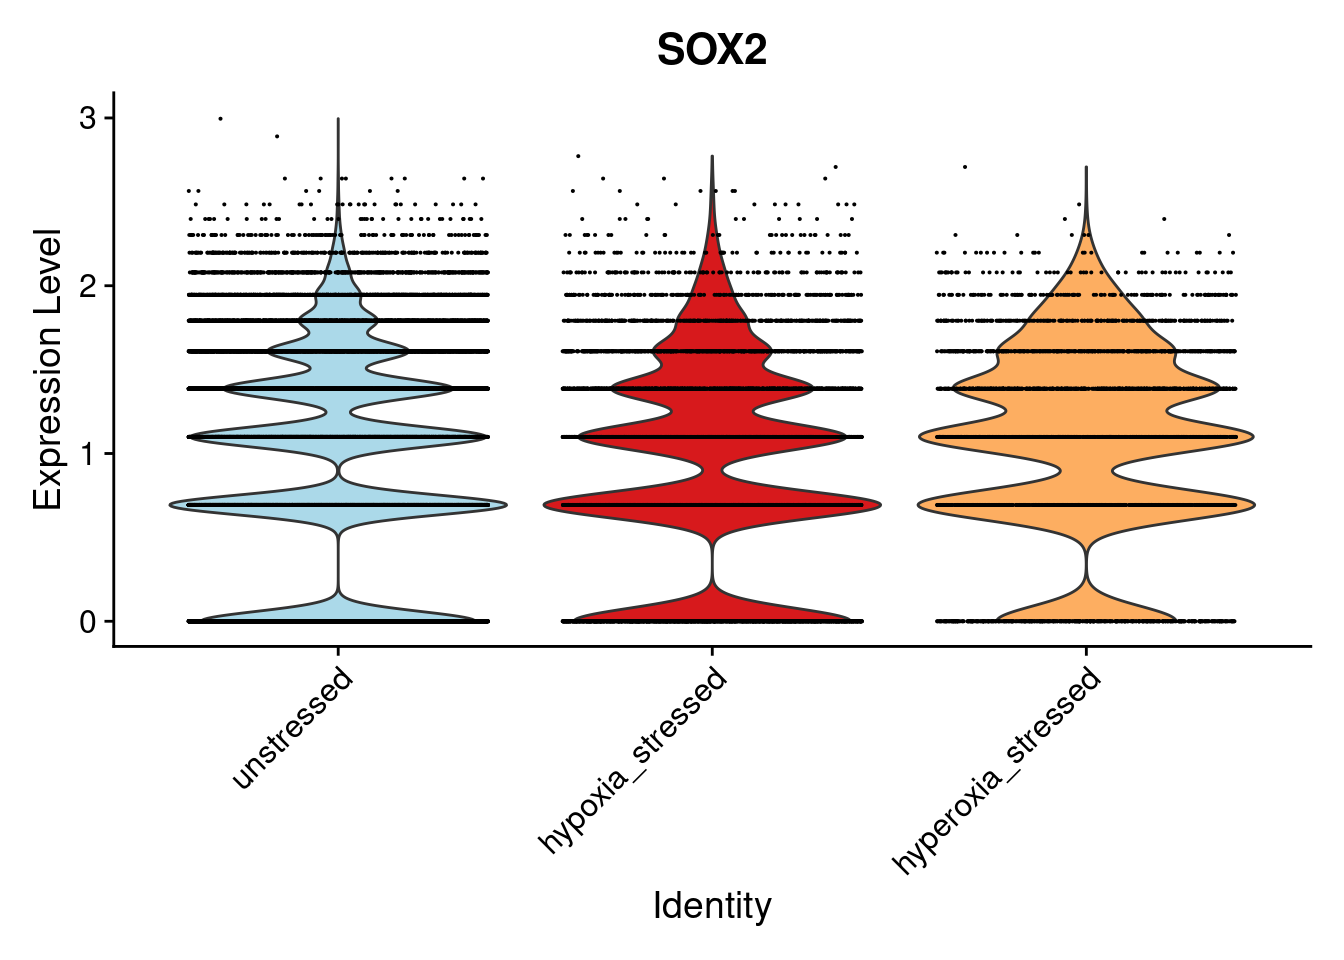 SOX2
Expression Level
3
2
1
0
unstressed
hypoxia_stressed
hyperoxia_stressed
Identity